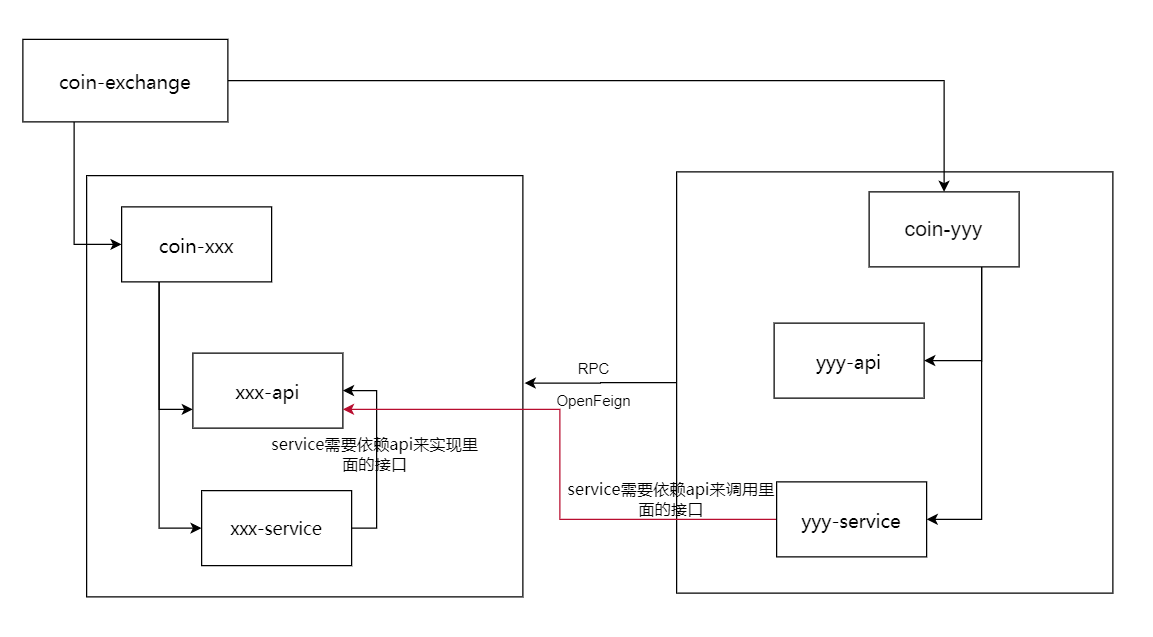 coin-exchange
coin-yyy
coin-xxx
yyy-api
RPC
xxx-api
OpenFeign
service需要依赖api来实现里
面的接口
service需要依赖api来调用里
面的接口
xxx-service
yyy-service